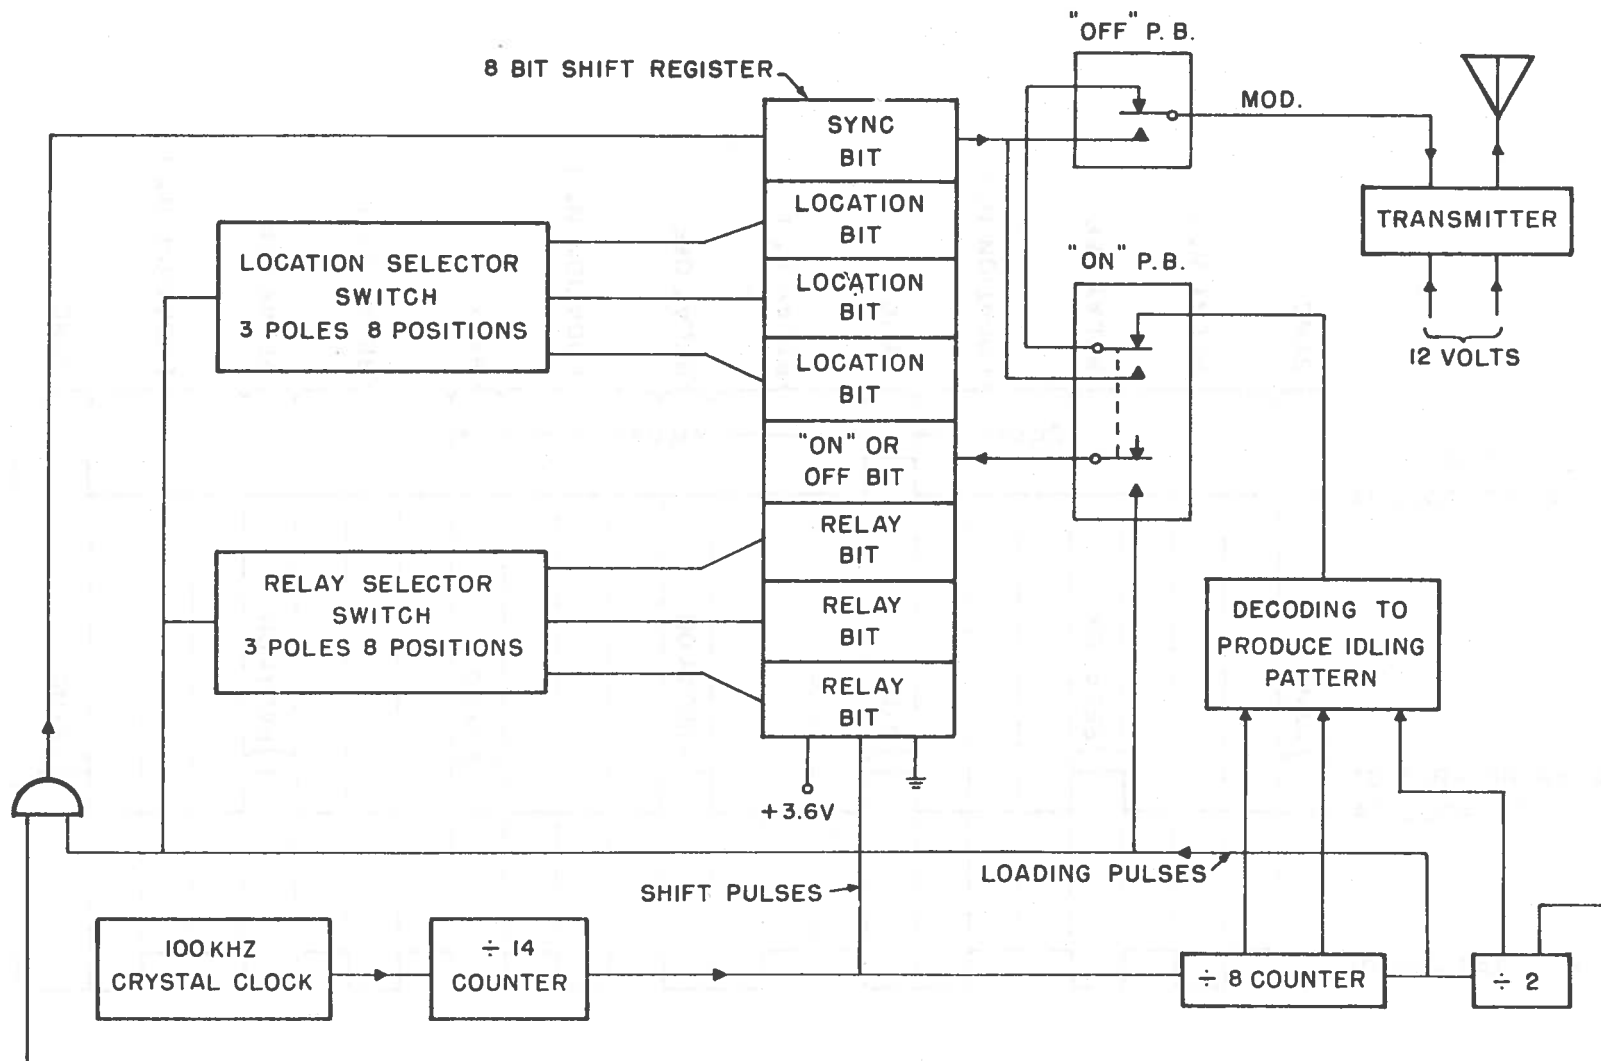 "OFF" P. B.
8 BIT SHIFT REGISTER
MOD.
SYNC
BIT
LOCATION
BIT
TRANSMITTER
LOCATION SELECTOR
SWITCH
3 POLES 8 POSITIONS
"ON" P.B.
LOCATION
BIT
12 VOLTS
LOCATION
BIT
"ON" OR
OFF BIT
RELAY
BIT
RELAY SELECTOR
SWITCH
3 POLES 8 POSITIONS
RELAY
BIT
DECODING TO
PRODUCE IDLING
PATTERN
RELAY
BIT
+3.6V
LOADING PULSES
SHIFT PULSES
100KHZ
CRYSTAL CLOCK
÷ 14
COUNTER
÷ 8 COUNTER
÷ 2